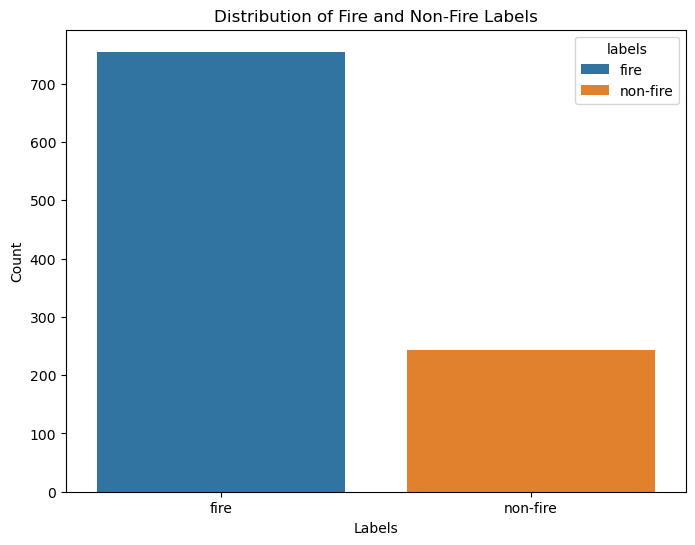 Distribution of Fire and Non-Fire Labels
labels
fire
non-fire
700
600
500
400
300
200
100
0
Count
fire non-fire
Labels